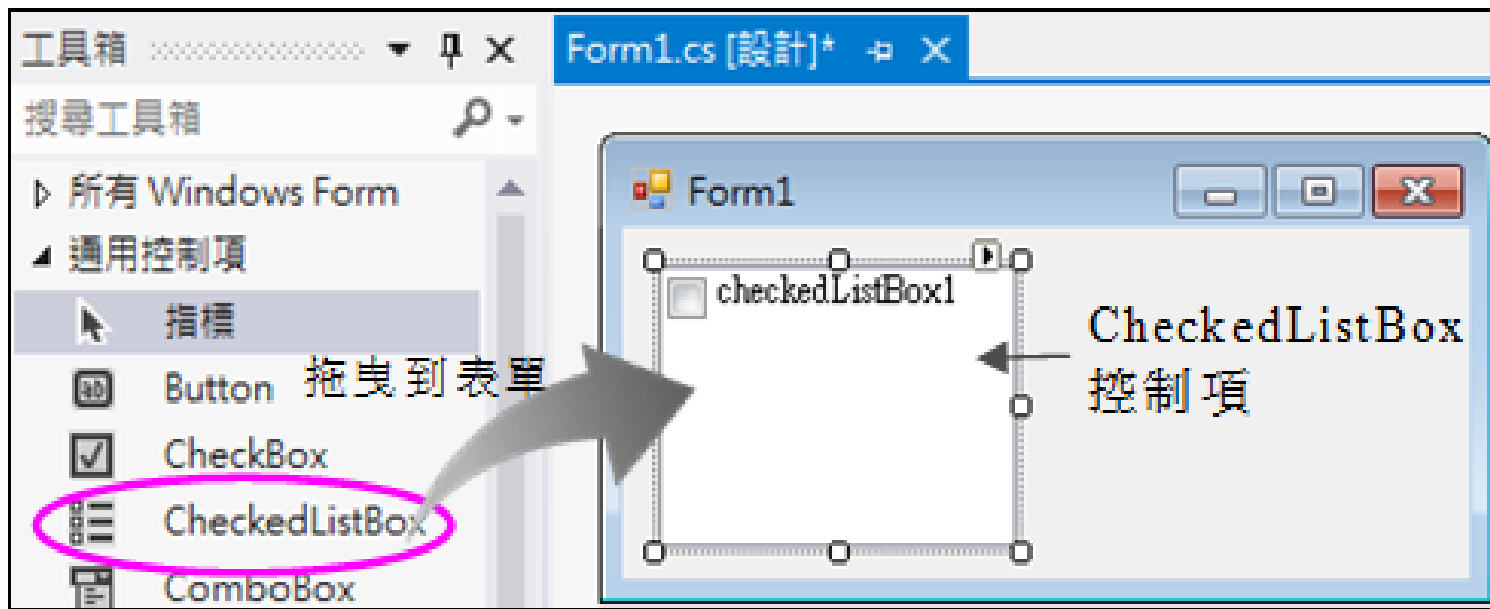 工具箱
搜尋工具箱
所有 Windows Form
通用控制項
指標
Button
CheckBox
CheckedListBox
ComboBox
拖曳到表單
Form1.cs [設計]*
Form1
checkedListBox1
CheckedListBox
控制項